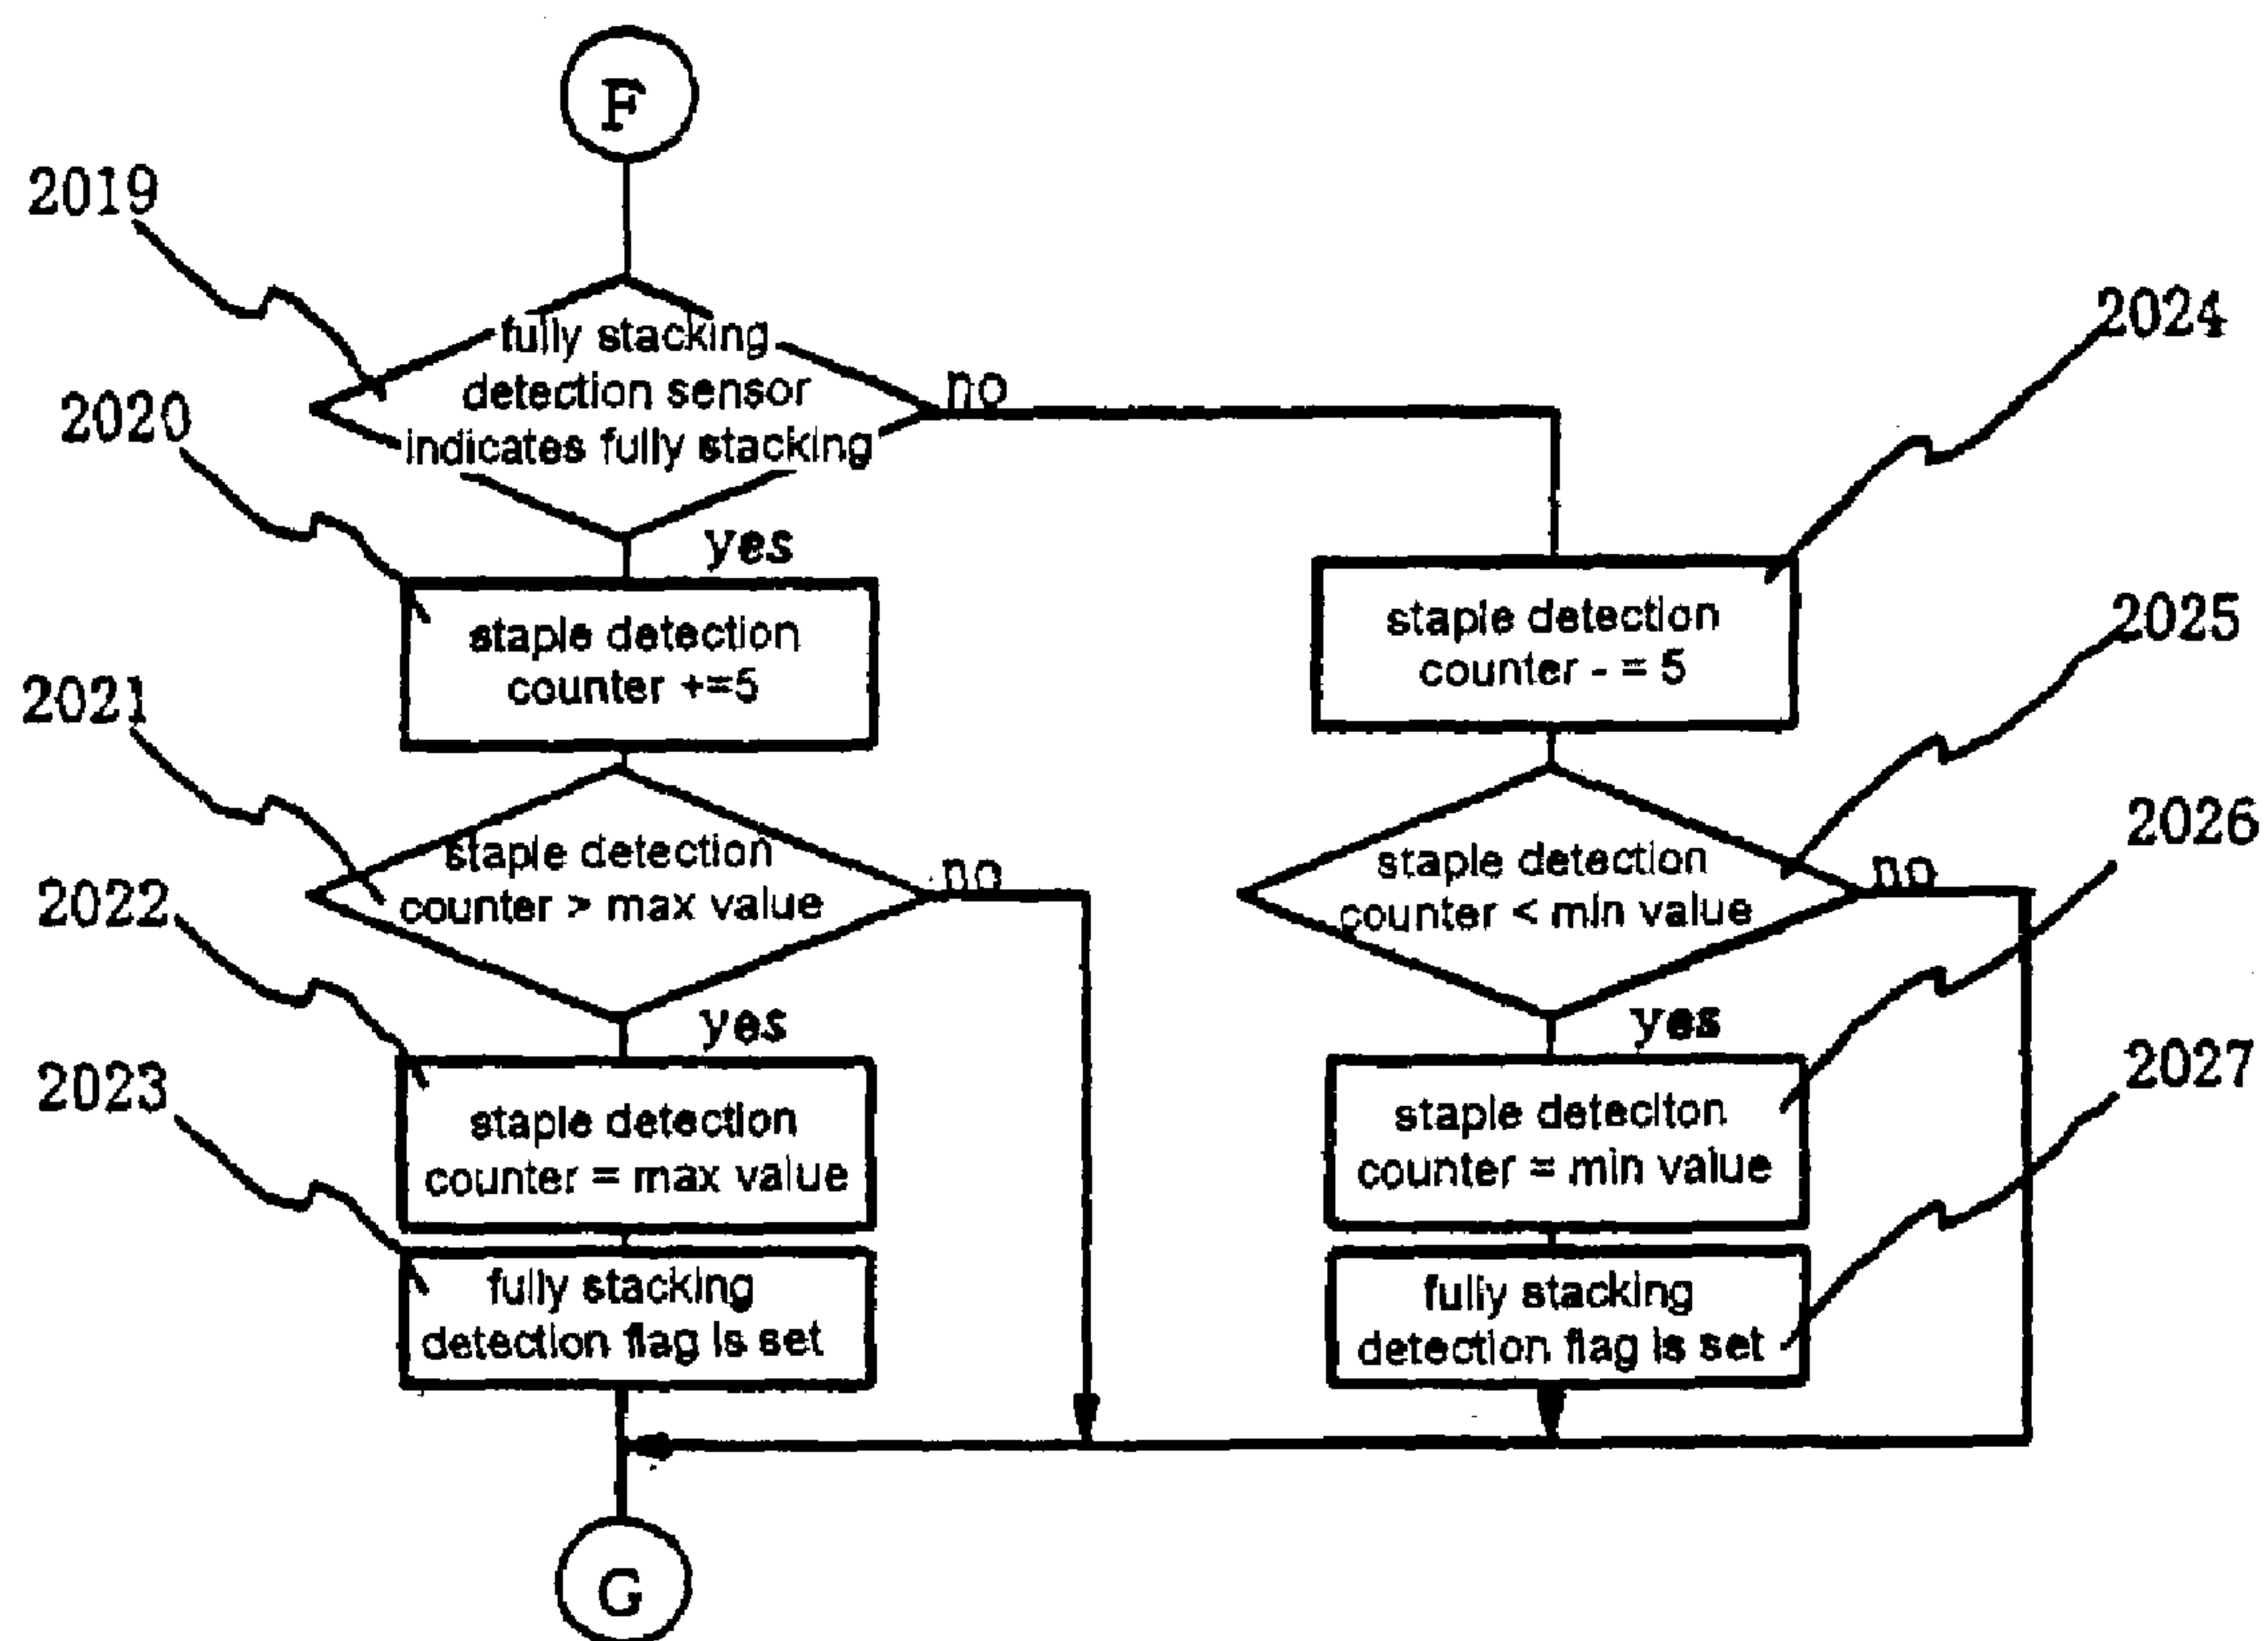 F
2019
fully stacking
detection sensor
indicates fully stacking
no
2020
yes
staple detection
counter +=5
2021
staple detection
counter > max value
no
2022
yes
staple detection
counter = max value
2023
fully stacking
detection flag is set
2024
staple detection
counter - = 5
2025
staple detection
counter < min value
no
2026
yes
staple deteciton
counter = min value
2027
fully stacking
detection flag is set
G